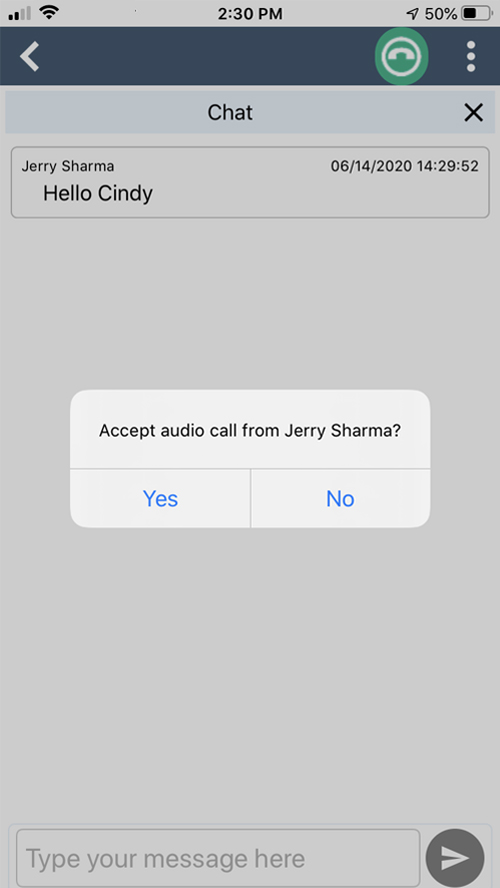 2:30 PM 50%
Chat
Jerry Sharma 06/14/2020 14:29:52
Hello Cindy
Accept audio call from Jerry Sharma?
Yes No
Type your message here